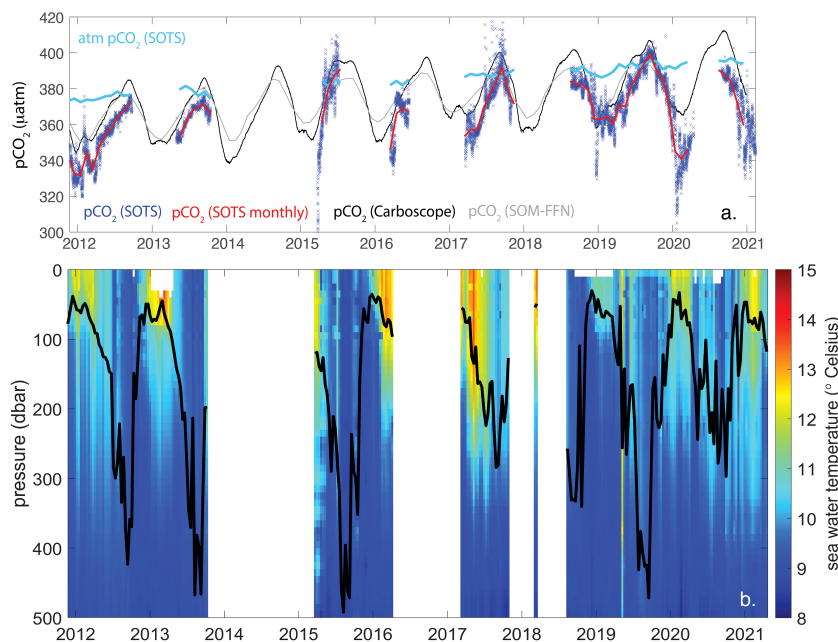 420
400
380
360
340
320
300
pCO2 (µatm)
atm pCO2 (SOTS)
pCO2 (SOTS)
pCO2 (SOTS monthly)
pCO2 (Carboscope)
pCO2 (SOM-FFN)
a.
2012 2013 2014 2015 2016 2017 2018 2019 2020 2021
0
100
200
300
400
500
pressure (dbar)
b.
2012 2013 2014 2015 2016 2017 2018 2019 2020 2021
15
14
13
12
11
10
9
8
sea water temperature (° Celsius)